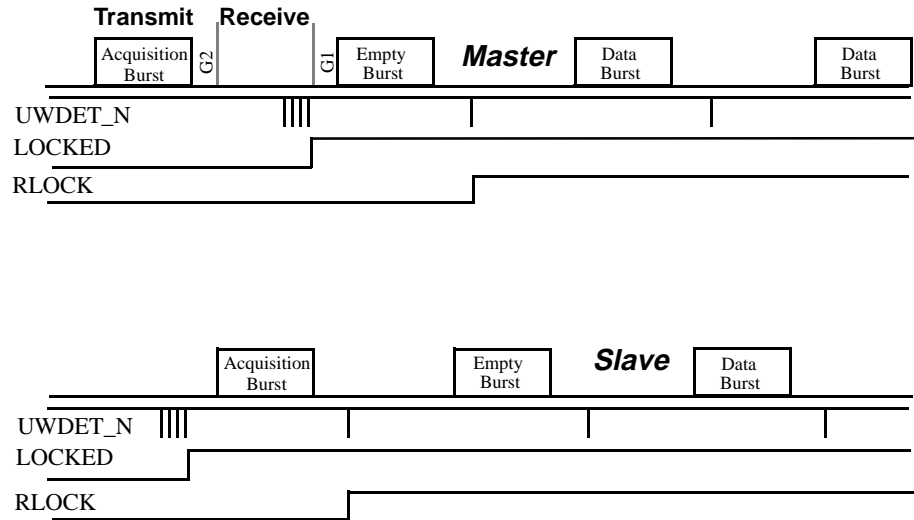 Transmit Receive
Acquisition Burst G2 G1 Empty Burst Master Data Burst Data Burst
UWDET_N
LOCKED
RLOCK
Acquisition Burst Empty Burst Slave Data Burst
UWDET_N
LOCKED
RLOCK